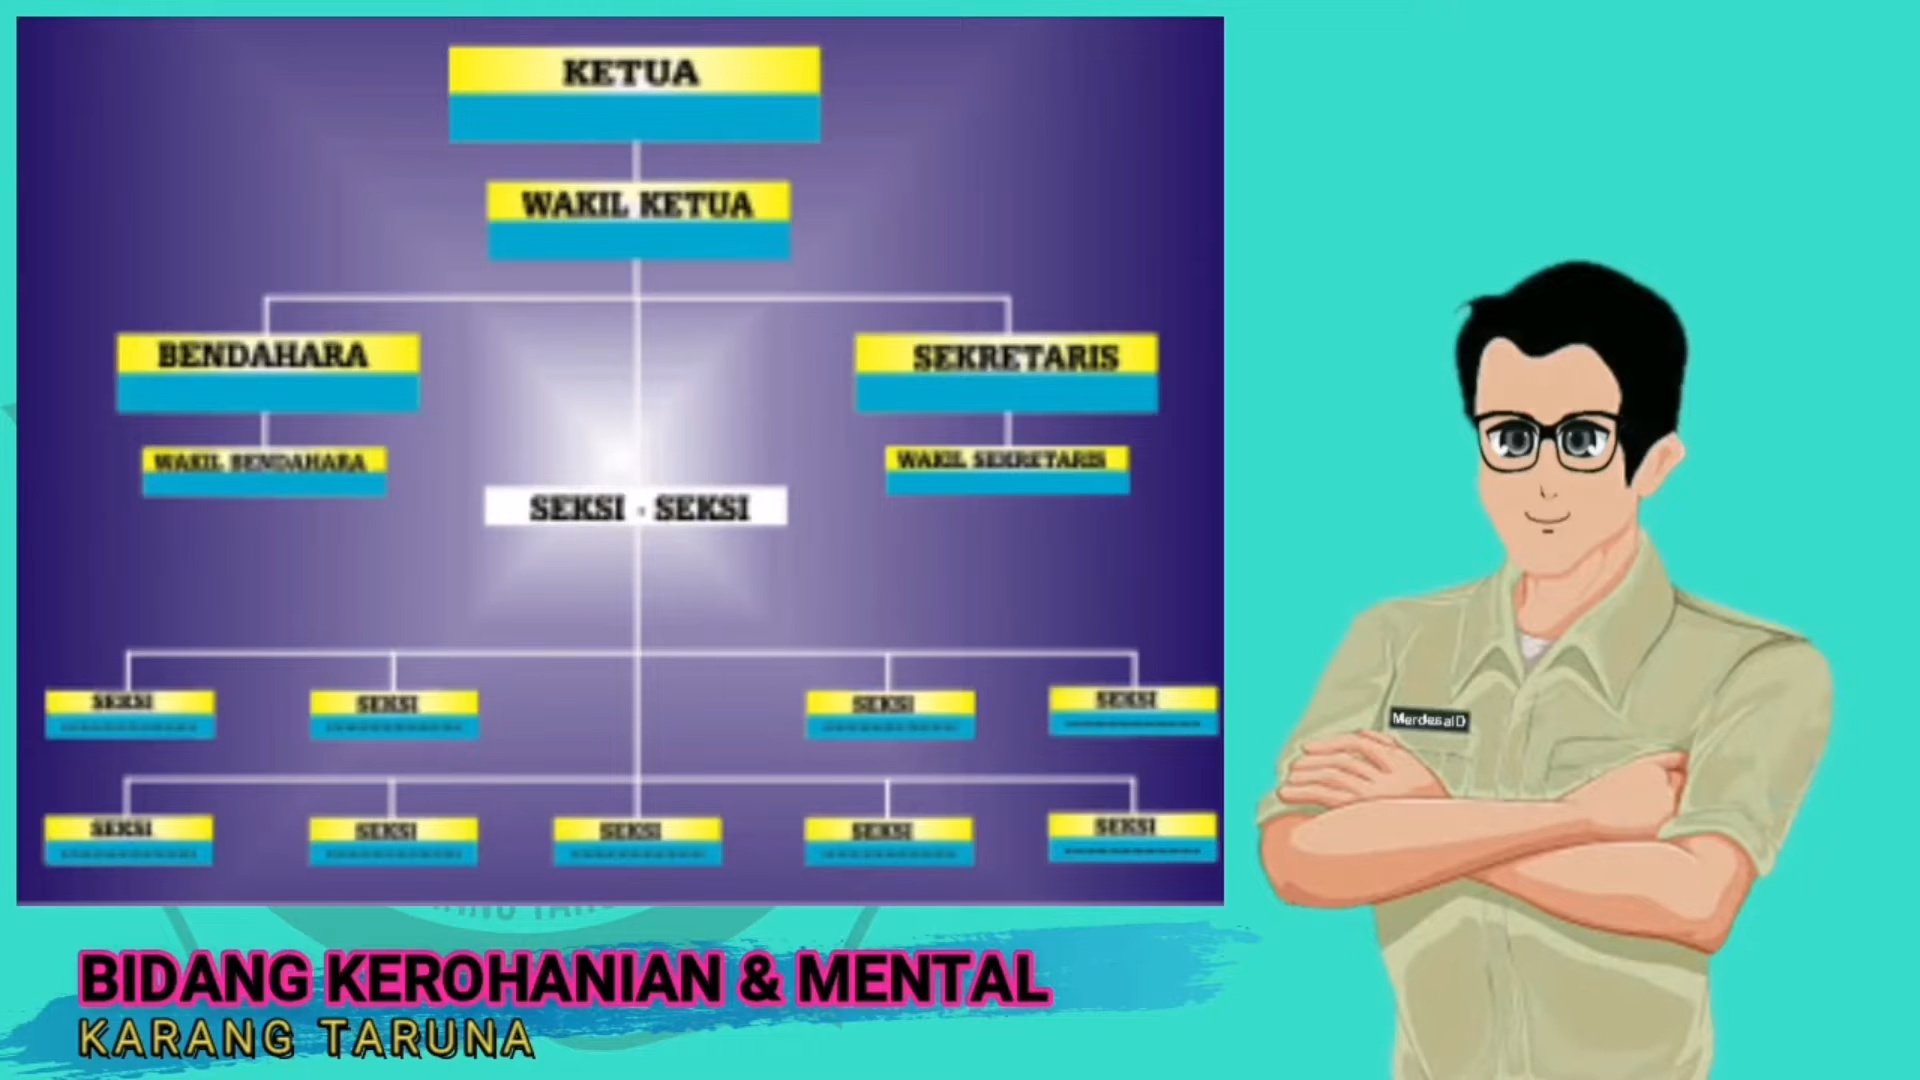 KETUA
WAKIL KETUA
BENDAHARA
SEKRETARIS
WAKIL BENDAHARA
WAKIL SEKRETARIS
SEKSI - SEKSI
SEKSI
SEKSI
SEKSI
SEKSI
SEKSI
SEKSI
SEKSI
SEKSI
SEKSI
MerdesaID
BIDANG KEROHANIAN & MENTAL
KARANG TARUNA